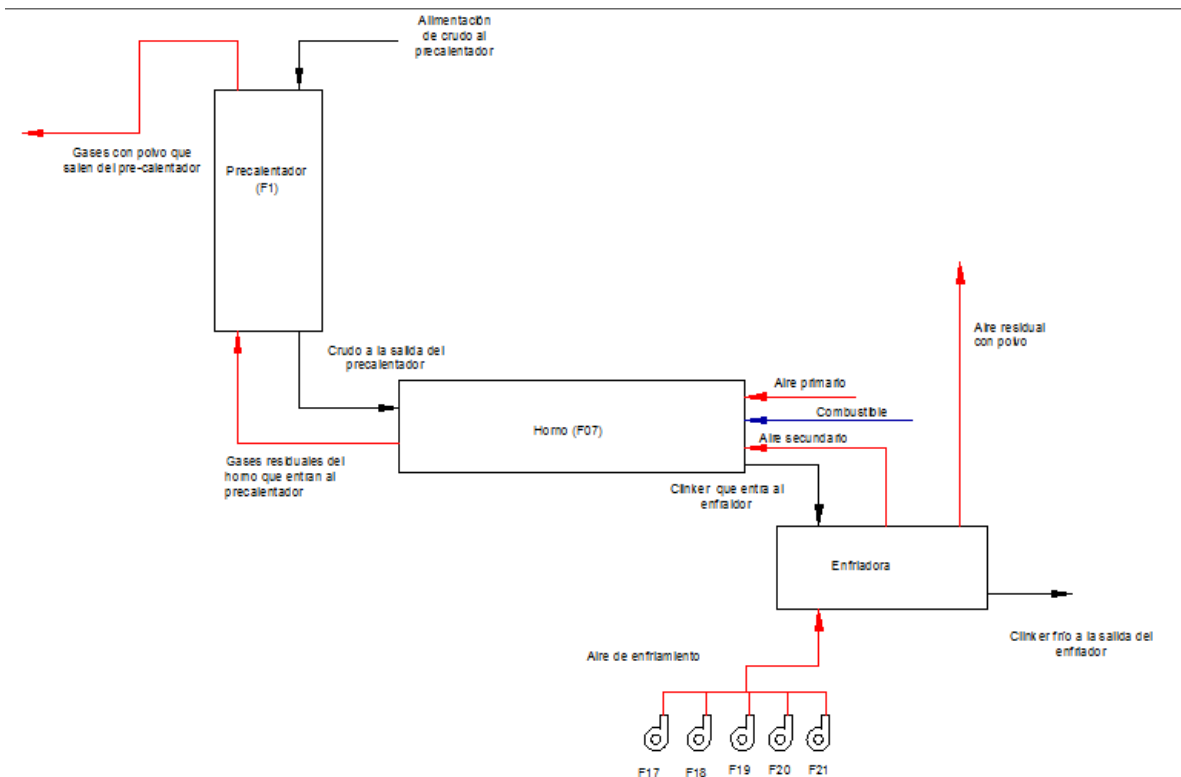 Alimentación
de crudo al
precalentador
Gases con polvo que
salen del pre-calentador
Precalentador
(F1)
Aire residual
con polvo
Crudo a la salida del
precalentador
Aire primario
Combustible
Horno (F07)
Aire secundario
Gases residuales del
horno que entran al
precalentador
Clinker que entra al
enfraldor
Enfriadora
Clinker frío a la salida del
enfriador
Aire de enfriamiento
F17 F18 F19 F20 F21